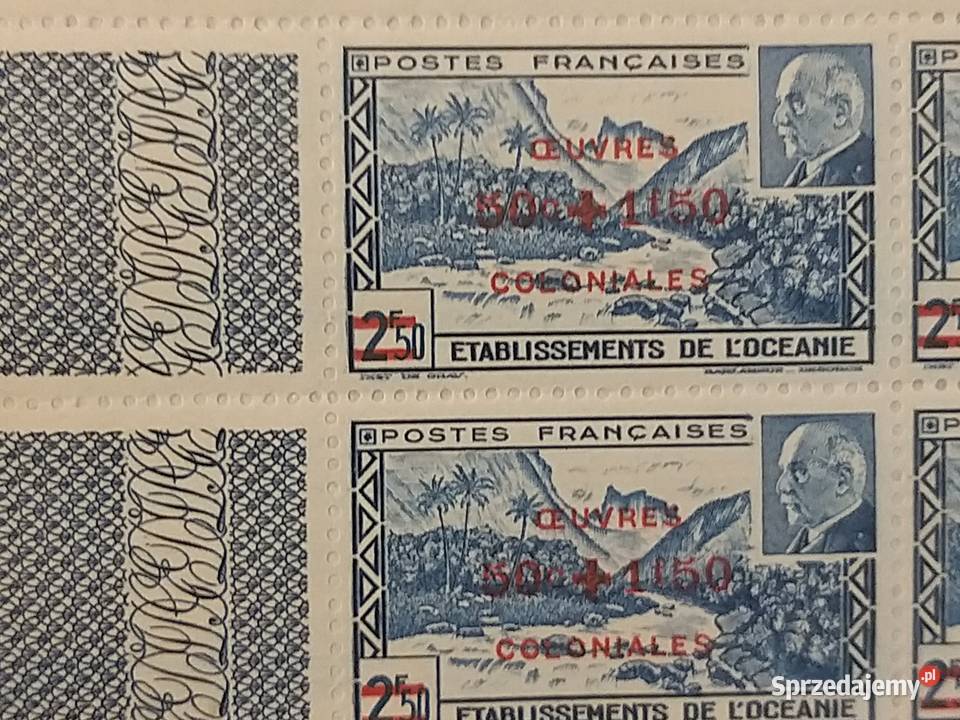 POSTES FRANÇAISES
ŒUVRES
50c + 1f50
COLONIALES
2F50
ETABLISSEMENTS DE L'OCEANIE
POSTES FRANÇAISES
ŒUVRES
50c + 1f50
COLONIALES
2F50
ETABLISSEMENTS DE L'OCEANIE
Sprzedajemy.pl